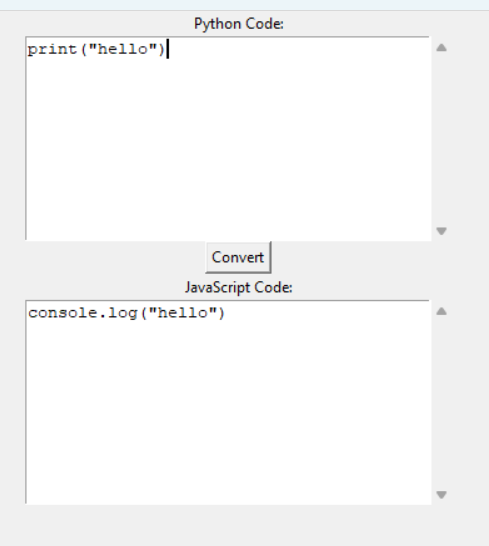 Python Code:
print("hello")
Convert
JavaScript Code:
console.log("hello")